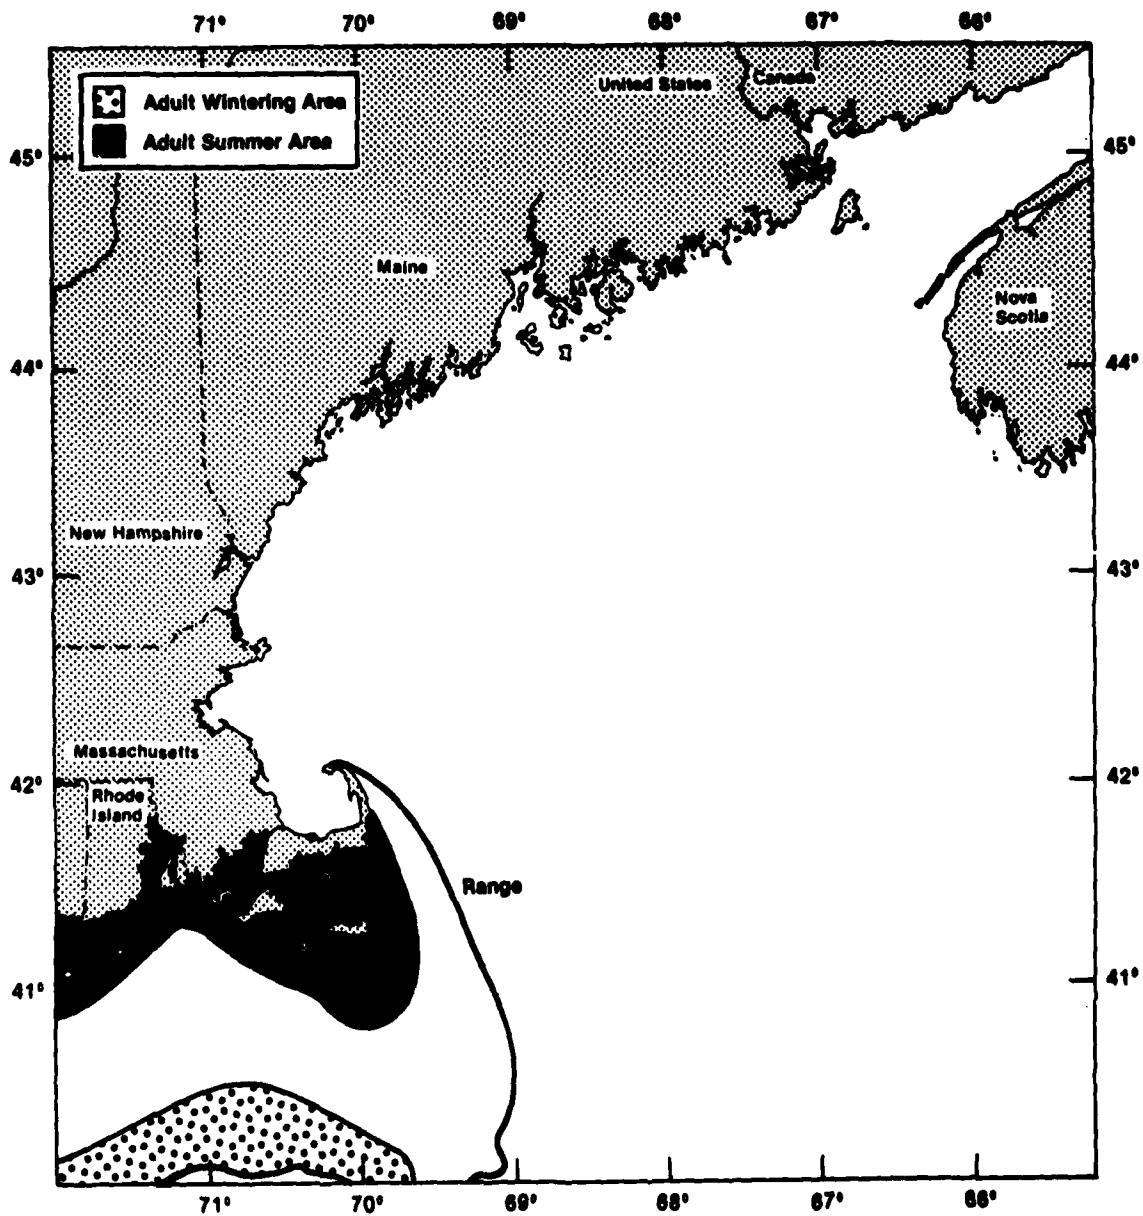 71° 70° 69° 68° 67° 66°
Adult Wintering Area
Adult Summer Area
United States
Canada
45°
45°
Maine
Nova
Scotia
44°
44°
New Hampshire
43°
43°
Massachusetts
42°
42°
Rhode
Island
Range
41°
41°
71° 70° 69° 68° 67° 66°